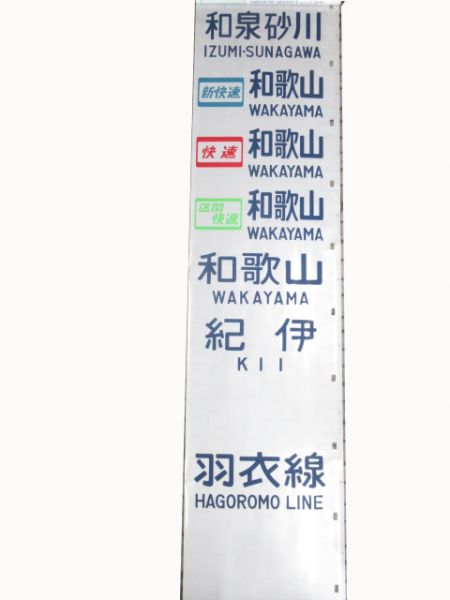 和泉砂川
IZUMI-SUNAGAWA
新快速 和歌山
WAKAYAMA
快速 和歌山
WAKAYAMA
区間快速 和歌山
WAKAYAMA
和歌山
WAKAYAMA
紀伊
KII
羽衣線
HAGOROMO LINE